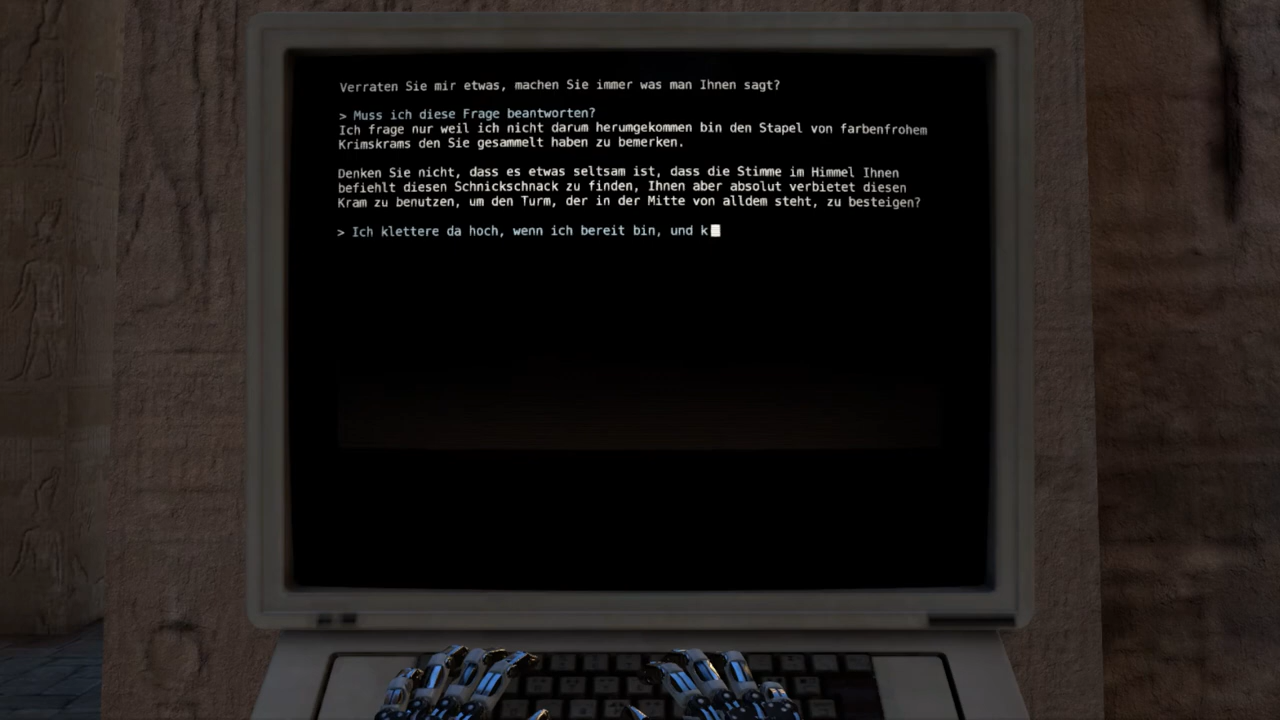 Verraten Sie mir etwas, machen Sie immer was man Ihnen sagt?
> Muss ich diese Frage beantworten?
Ich frage nur weil ich nicht darum herumgekommen bin den Stapel von farbenfrohem
Krimskrams den Sie gesammelt haben zu bemerken.
Denken Sie nicht, dass es etwas seltsam ist, dass die Stimme im Himmel Ihnen
befiehlt diesen Schnickschnack zu finden, Ihnen aber absolut verbietet diesen
Kram zu benutzen, um den Turm, der in der Mitte von alldem steht, zu besteigen?
> Ich klettere da hoch, wenn ich bereit bin, und k